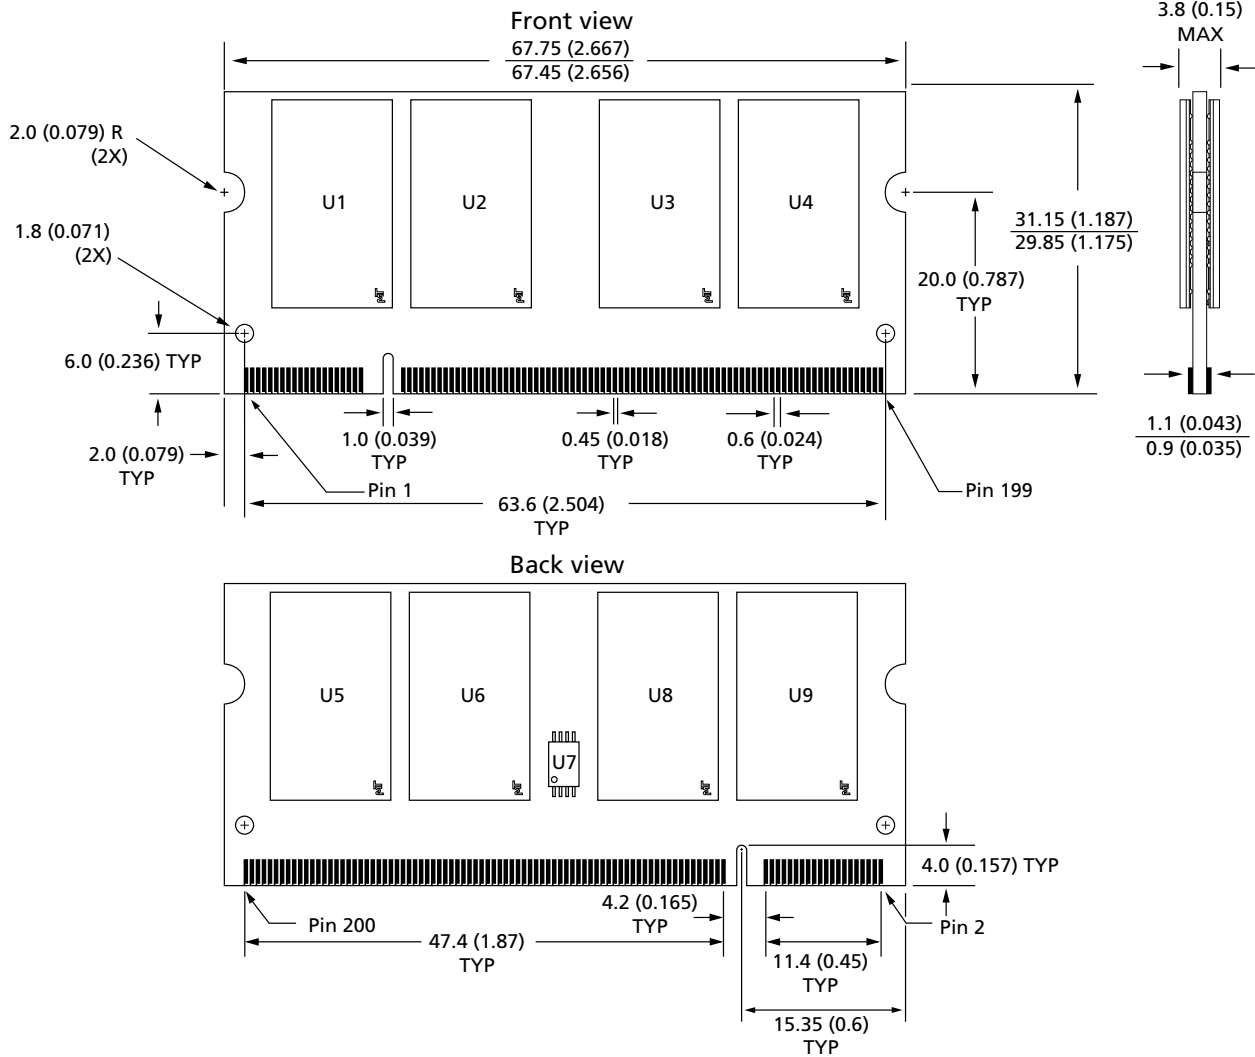 Front view
3.8 (0.15)
MAX
67.75 (2.667)
67.45 (2.656)
2.0 (0.079) R
(2X)
U1
U2
U3
U4
1.8 (0.071)
(2X)
31.15 (1.187)
29.85 (1.175)
20.0 (0.787)
TYP
6.0 (0.236) TYP
1.0 (0.039)
TYP
0.45 (0.018)
TYP
0.6 (0.024)
TYP
1.1 (0.043)
0.9 (0.035)
2.0 (0.079)
TYP
Pin 1
Pin 199
63.6 (2.504)
TYP
Back view
U5
U6
U8
U9
U7
4.0 (0.157) TYP
4.2 (0.165)
TYP
Pin 200
Pin 2
47.4 (1.87)
TYP
11.4 (0.45)
TYP
15.35 (0.6)
TYP